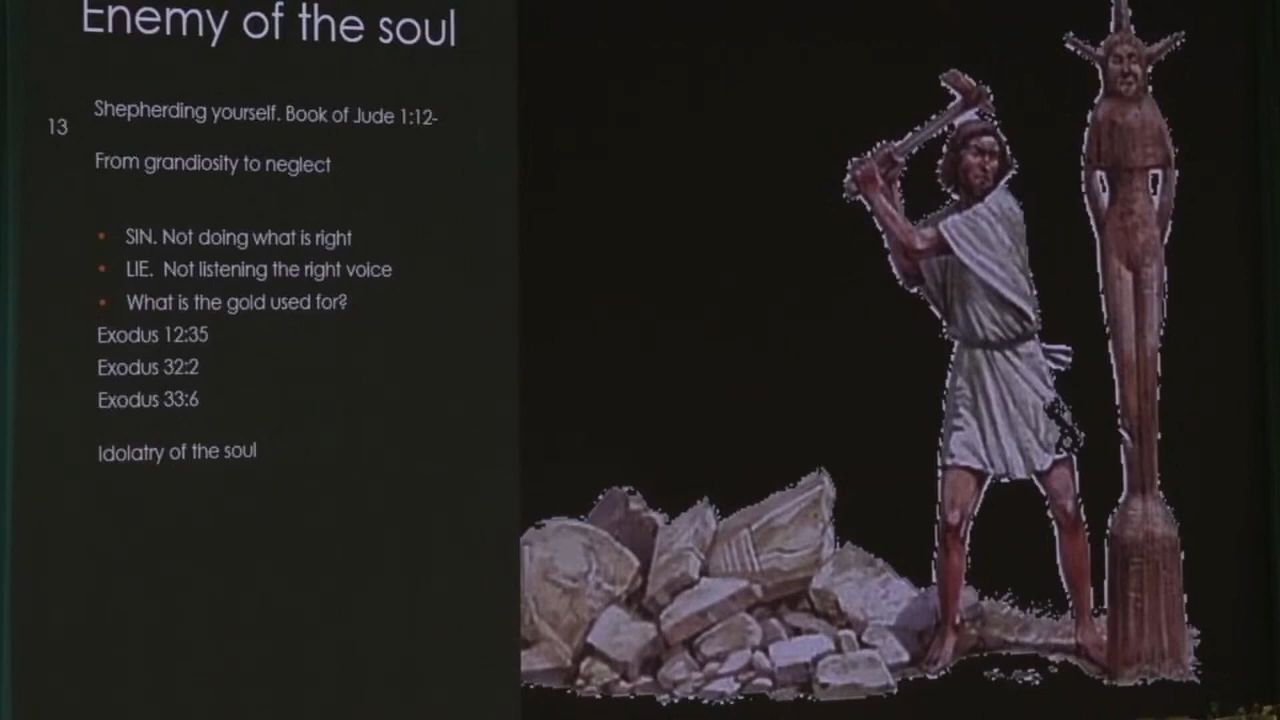 Enemy of the soul
Shepherding yourself. Book of Jude 1:12-
13
From grandiosity to neglect
• SIN. Not doing what is right
• LIE. Not listening the right voice
• What is the gold used for?
Exodus 12:35
Exodus 32:2
Exodus 33:6
Idolatry of the soul